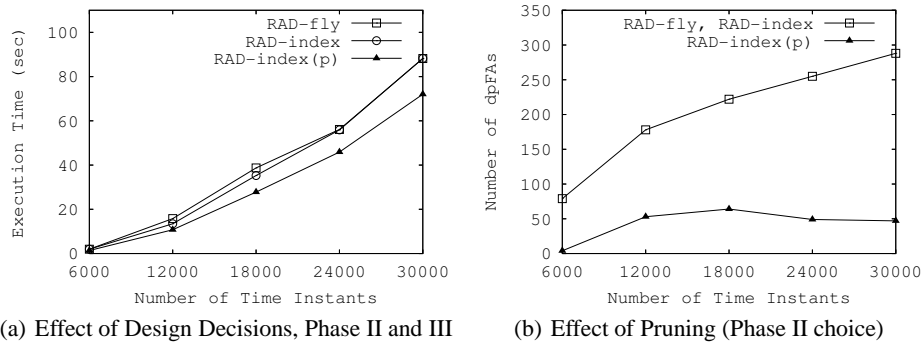 Execution Time (sec)
100
80
60
40
20
0
RAD-fly
RAD-index
RAD-index(p)
6000 12000 18000 24000 30000
Number of Time Instants
(a) Effect of Design Decisions, Phase II and III
Number of dpFAs
350
300
250
200
150
100
50
0
RAD-fly, RAD-index
RAD-index(p)
6000 12000 18000 24000 30000
Number of Time Instants
(b) Effect of Pruning (Phase II choice)